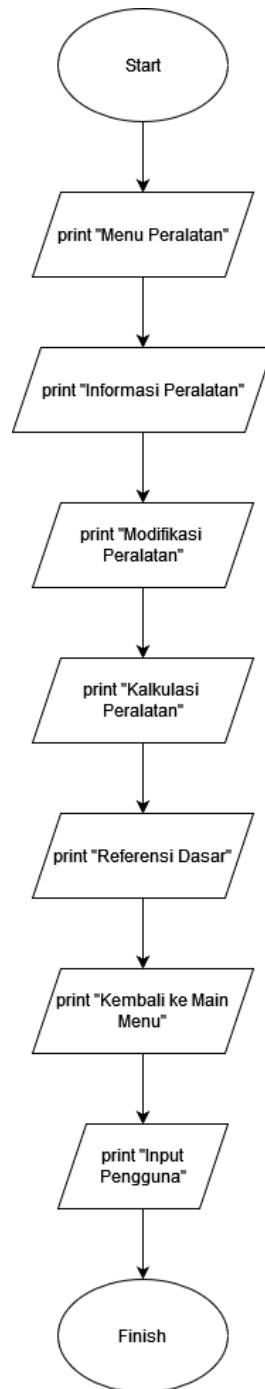 Start
print "Menu Peralatan"
print "Informasi Peralatan"
print "Modifikasi
Peralatan"
print "Kalkulasi
Peralatan"
print "Referensi Dasar"
print "Kembali ke Main
Menu"
print "Input
Pengguna"
Finish